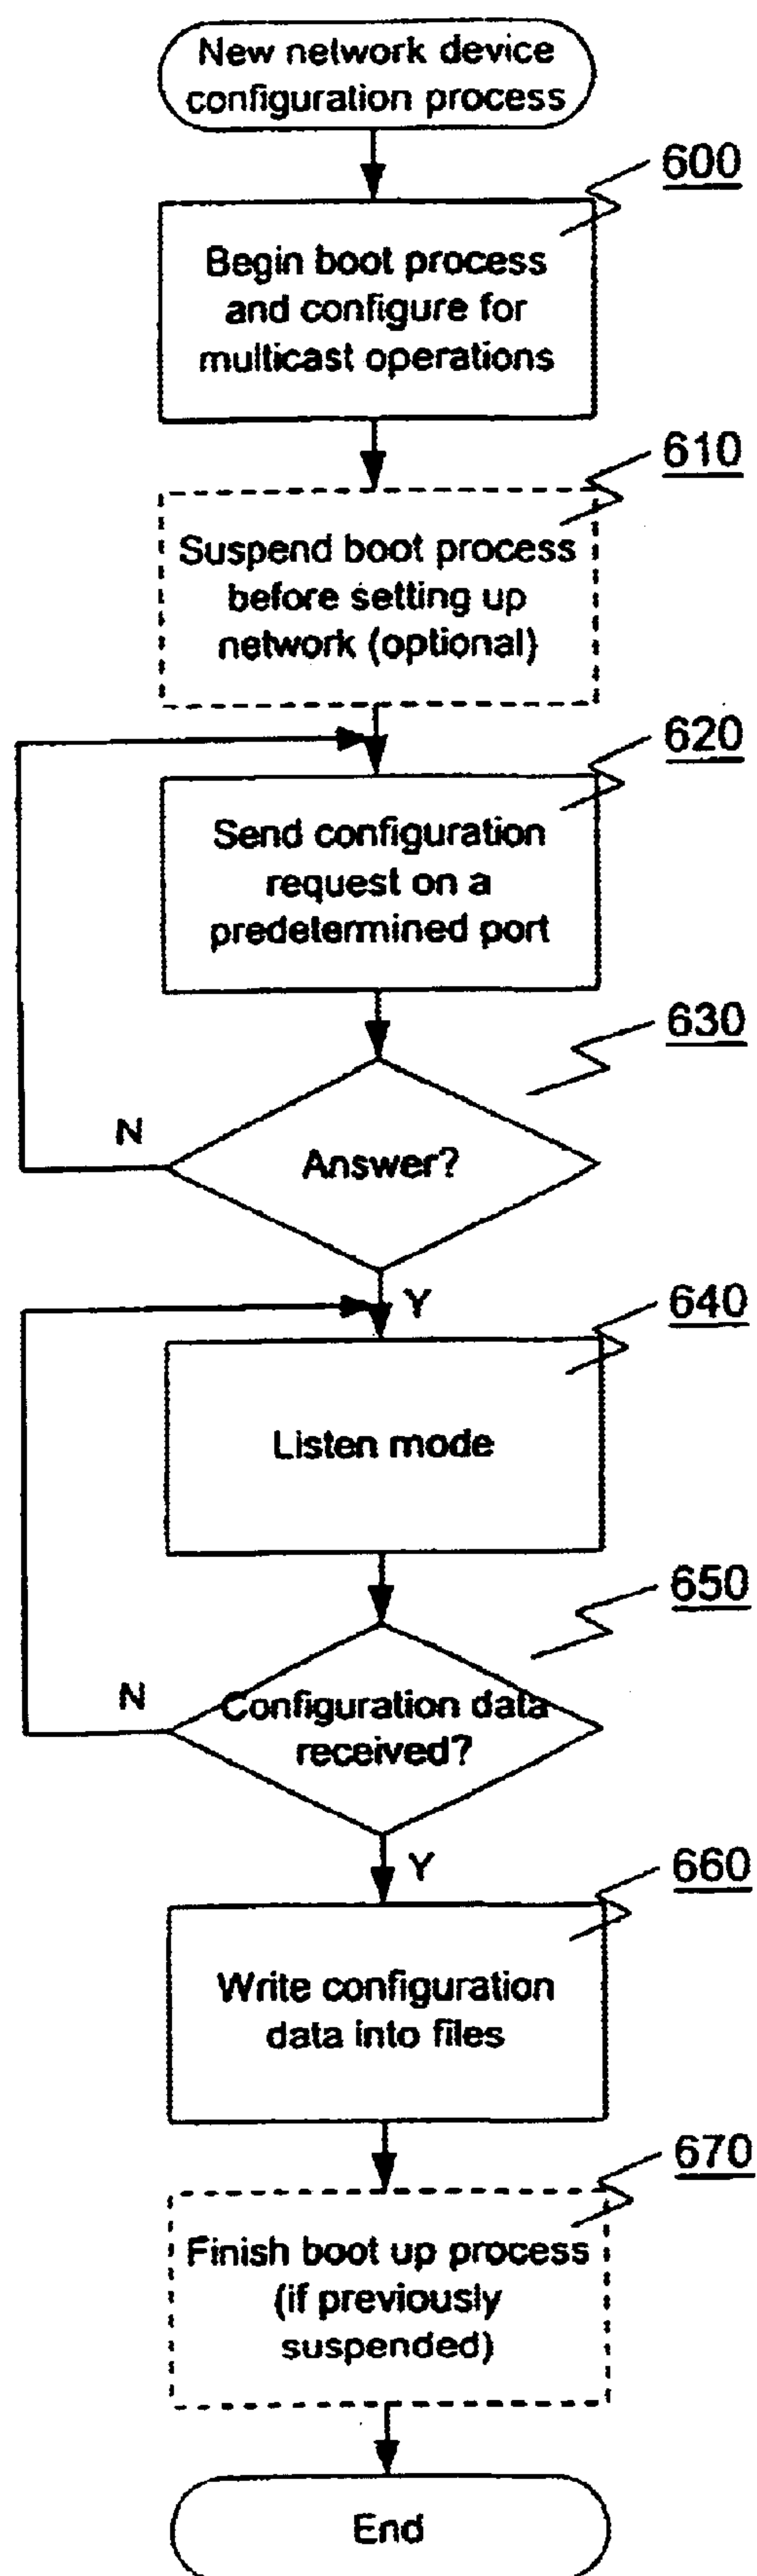 New network device
configuration process
600
Begin boot process
and configure for
multicast operations
610
Suspend boot process
before setting up
network (optional)
620
Send configuration
request on a
predetermined port
630
N
Answer?
Y
640
Listen mode
650
N
Configuration data
received?
Y
660
Write configuration
data into files
670
Finish boot up process
(if previously
suspended)
End